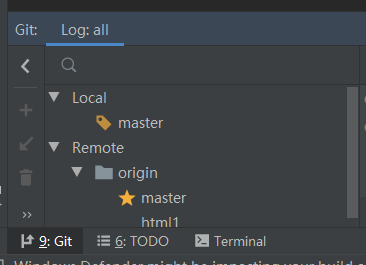 Git: Log: all
Local
master
Remote
origin
master
html1
9: Git 6: TODO Terminal
Windows Defender might be impacting your build